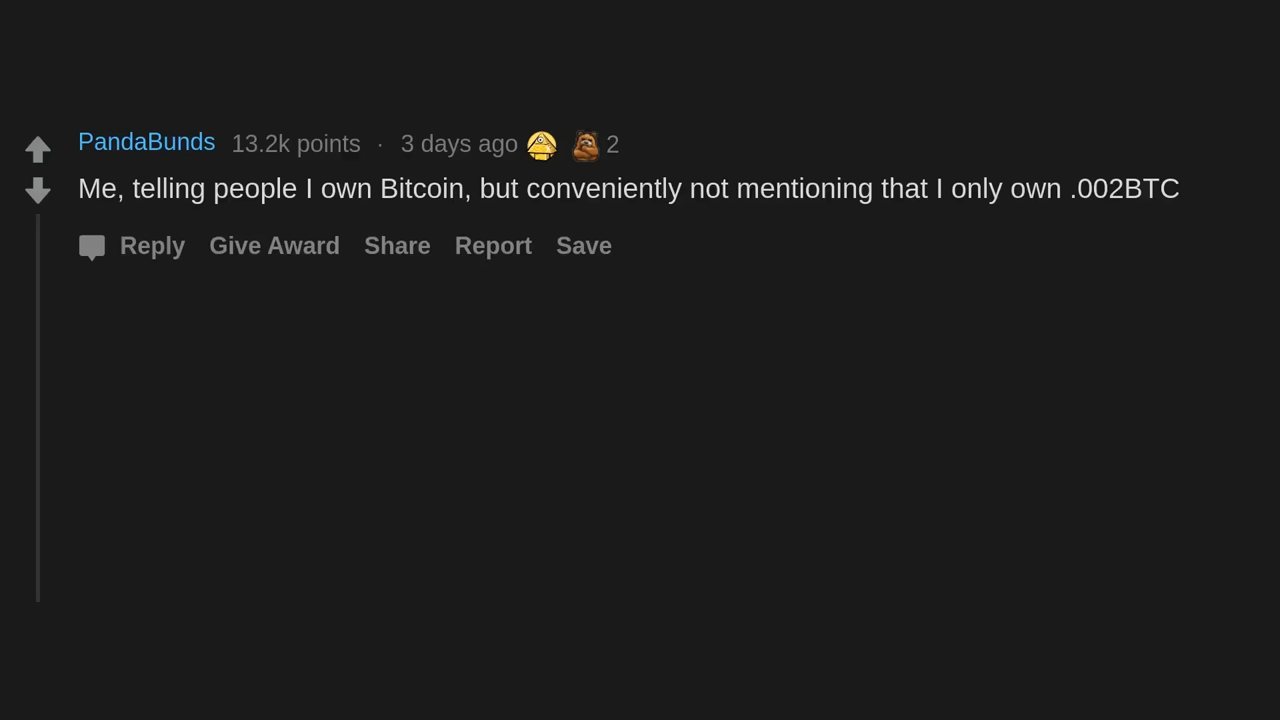 PandaBunds 13.2k points · 3 days ago 2
Me, telling people I own Bitcoin, but conveniently not mentioning that I only own .002BTC
Reply Give Award Share Report Save